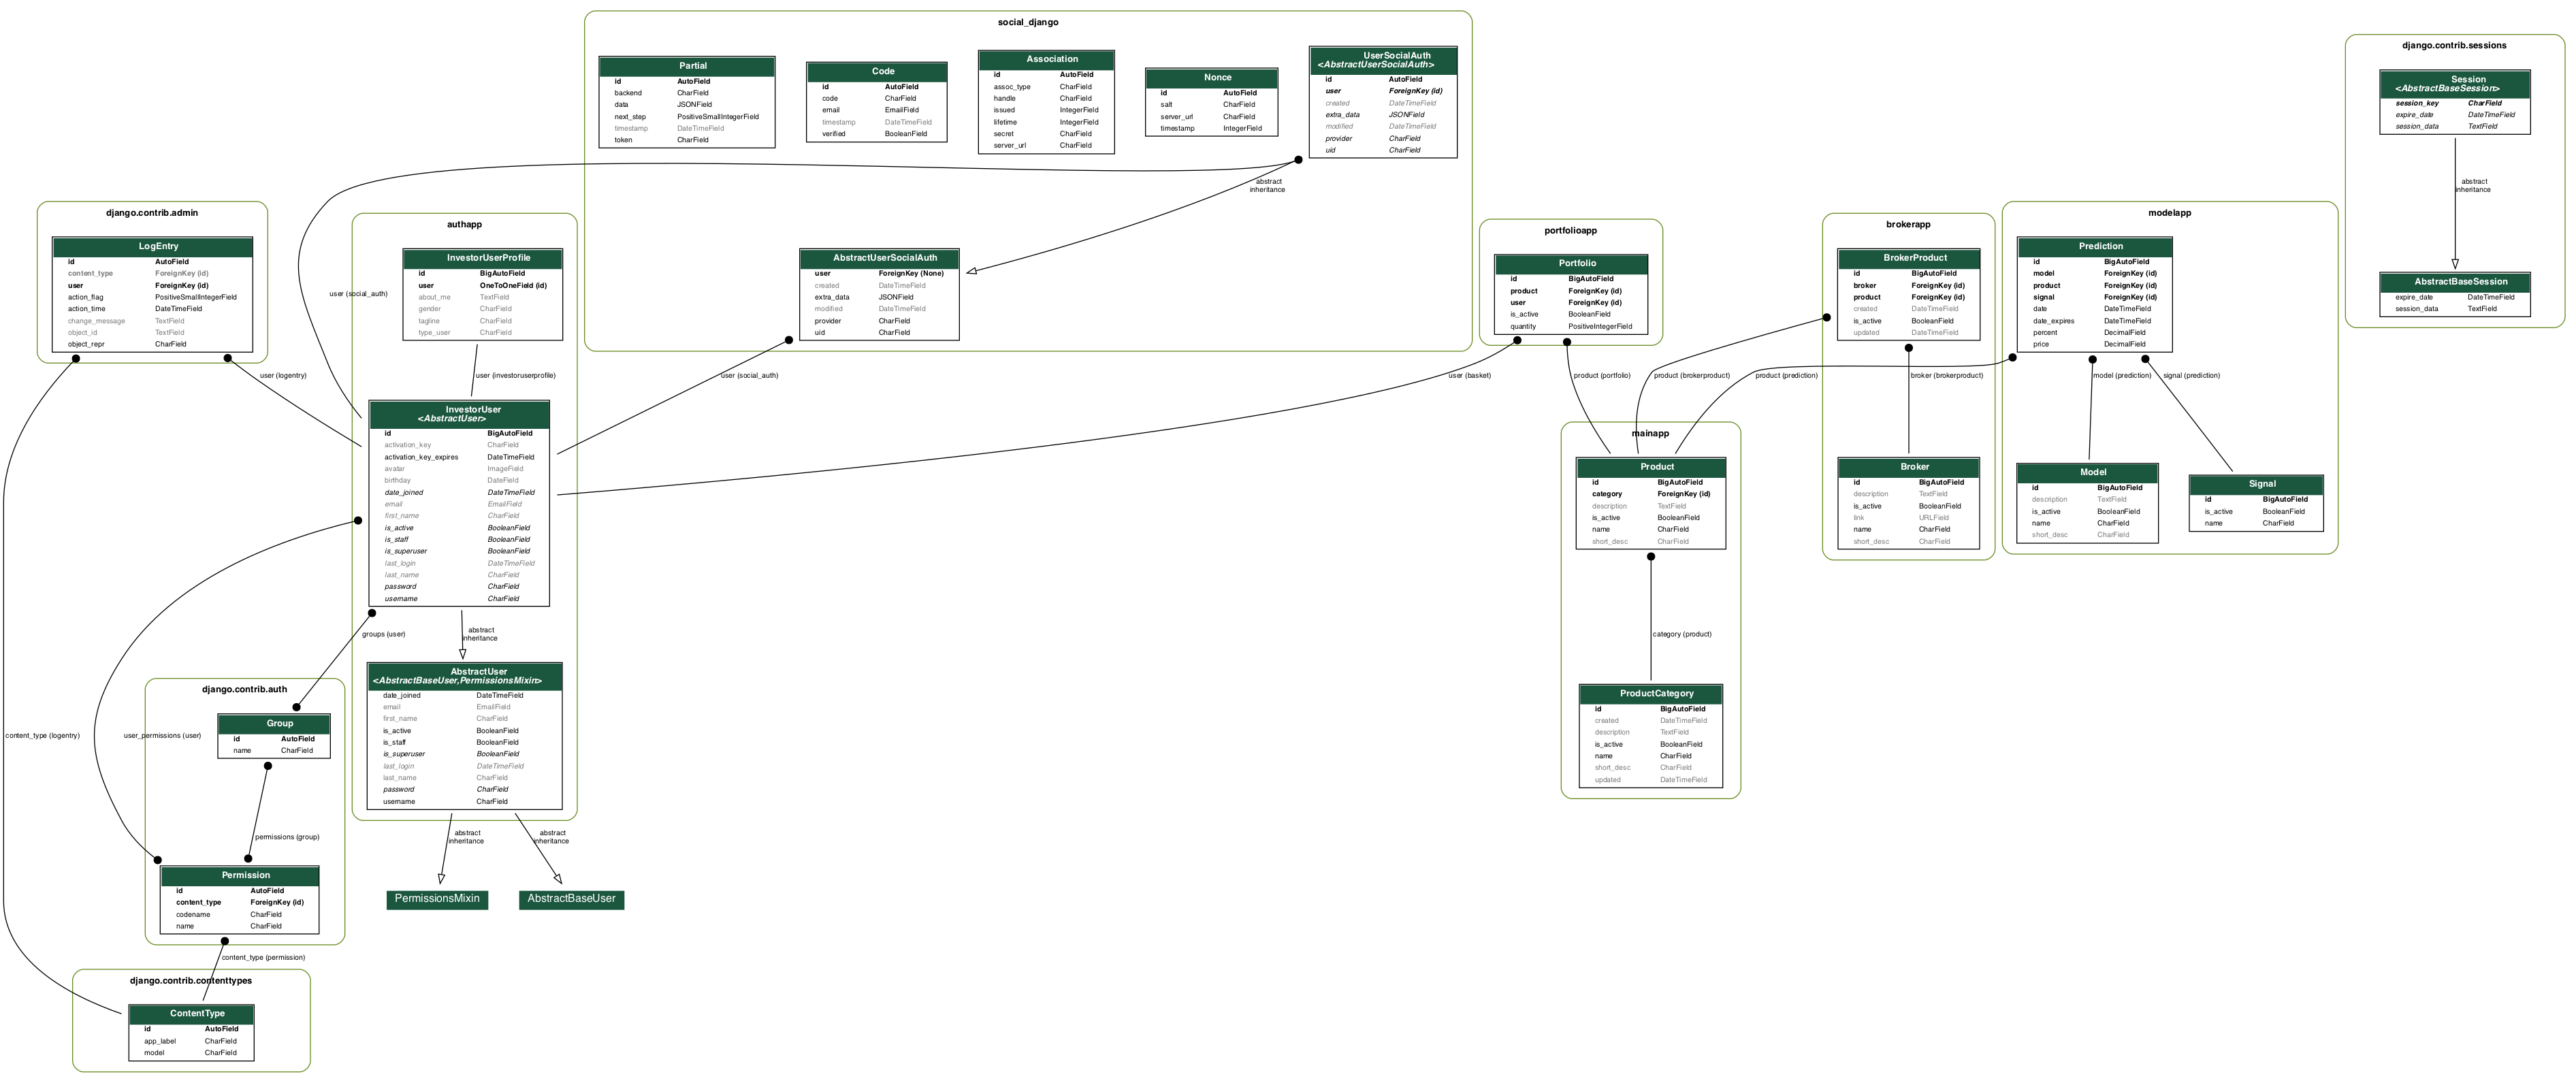 social_django
Partial
id AutoField
backend CharField
data JSONField
next_step PositiveSmallIntegerField
timestamp DateTimeField
token CharField
Code
id AutoField
code CharField
email EmailField
timestamp DateTimeField
verified BooleanField
Association
id AutoField
assoc_type CharField
handle CharField
issued IntegerField
lifetime IntegerField
secret CharField
server_url CharField
Nonce
id AutoField
salt CharField
server_url CharField
timestamp IntegerField
UserSocialAuth
<AbstractUserSocialAuth>
id AutoField
user ForeignKey (id)
created DateTimeField
extra_data JSONField
modified DateTimeField
provider CharField
uid CharField
abstract
inheritance
AbstractUserSocialAuth
user ForeignKey (None)
created DateTimeField
extra_data JSONField
modified DateTimeField
provider CharField
uid CharField
django.contrib.sessions
Session
<AbstractBaseSession>
session_key CharField
expire_date DateTimeField
session_data TextField
abstract
inheritance
AbstractBaseSession
expire_date DateTimeField
session_data TextField
django.contrib.admin
LogEntry
id AutoField
content_type ForeignKey (id)
user ForeignKey (id)
action_flag PositiveSmallIntegerField
action_time DateTimeField
change_message TextField
object_id TextField
object_repr CharField
user (logentry)
user (social_auth)
authapp
InvestorUserProfile
id BigAutoField
user OneToOneField (id)
about_me TextField
gender CharField
tagline CharField
type_user CharField
user (investoruserprofile)
user (social_auth)
InvestorUser
<AbstractUser>
id BigAutoField
activation_key CharField
activation_key_expires DateTimeField
avatar ImageField
birthday DateField
date_joined DateTimeField
email EmailField
first_name CharField
is_active BooleanField
is_staff BooleanField
is_superuser BooleanField
last_login DateTimeField
last_name CharField
password CharField
username CharField
groups (user)
abstract
inheritance
AbstractUser
<AbstractBaseUser,PermissionsMixin>
date_joined DateTimeField
email EmailField
first_name CharField
is_active BooleanField
is_staff BooleanField
is_superuser BooleanField
last_login DateTimeField
last_name CharField
password CharField
username CharField
abstract
inheritance
abstract
inheritance
PermissionsMixin
AbstractBaseUser
portfolioapp
Portfolio
id BigAutoField
product ForeignKey (id)
user ForeignKey (id)
is_active BooleanField
quantity PositiveIntegerField
user (basket)
product (portfolio)
product (brokerproduct)
product (prediction)
brokerapp
BrokerProduct
id BigAutoField
broker ForeignKey (id)
product ForeignKey (id)
created DateTimeField
is_active BooleanField
updated DateTimeField
broker (brokerproduct)
Broker
id BigAutoField
description TextField
is_active BooleanField
link URLField
name CharField
short_desc CharField
modelapp
Prediction
id BigAutoField
model ForeignKey (id)
product ForeignKey (id)
signal ForeignKey (id)
date DateTimeField
date_expires DateTimeField
percent DecimalField
price DecimalField
model (prediction)
signal (prediction)
Model
id BigAutoField
description TextField
is_active BooleanField
name CharField
short_desc CharField
Signal
id BigAutoField
is_active BooleanField
name CharField
mainapp
Product
id BigAutoField
category ForeignKey (id)
description TextField
is_active BooleanField
name CharField
short_desc CharField
category (product)
ProductCategory
id BigAutoField
created DateTimeField
description TextField
is_active BooleanField
name CharField
short_desc CharField
updated DateTimeField
content_type (logentry)
user_permissions (user)
django.contrib.auth
Group
id AutoField
name CharField
permissions (group)
Permission
id AutoField
content_type ForeignKey (id)
codename CharField
name CharField
content_type (permission)
django.contrib.contenttypes
ContentType
id AutoField
app_label CharField
model CharField